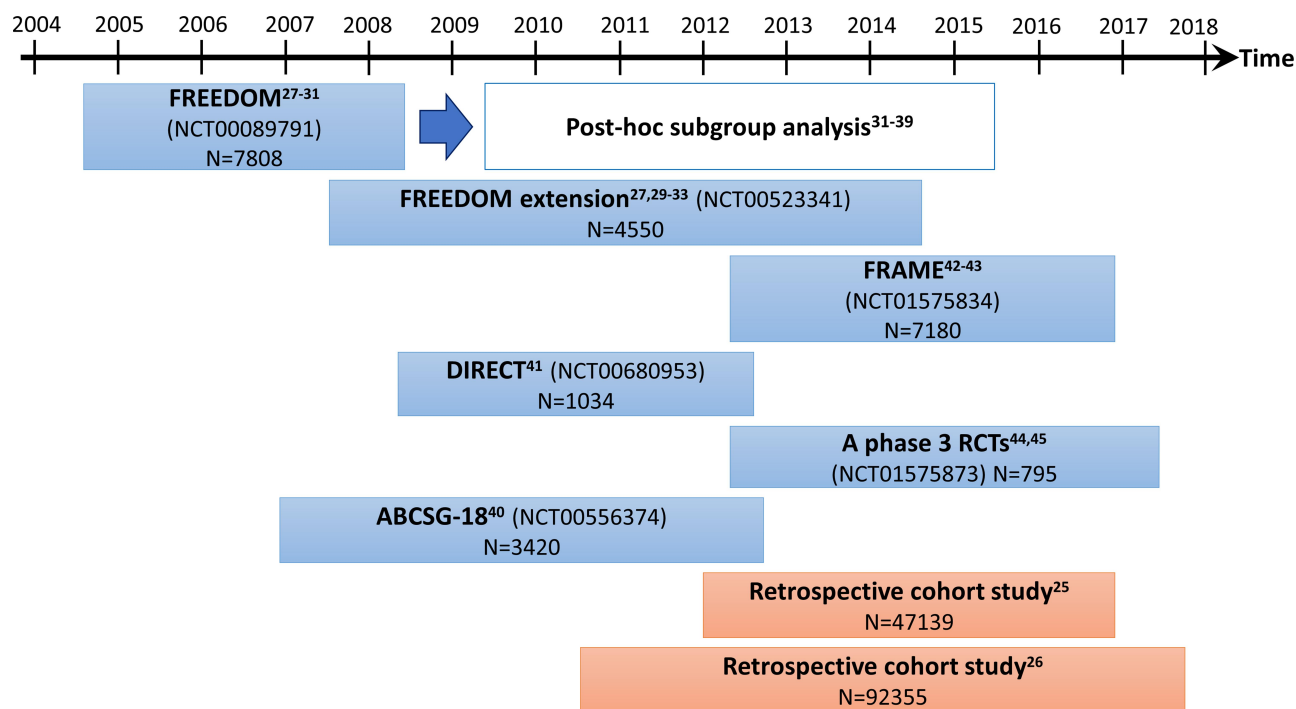 2004 2005 2006 2007 2008 2009 2010 2011 2012 2013 2014 2015 2016 2017 2018
Time
FREEDOM27-31
(NCT00089791)
N=7808
Post-hoc subgroup analysis31-39
FREEDOM extension27,29-33 (NCT00523341)
N=4550
FRAME42-43
(NCT01575834)
N=7180
DIRECT41 (NCT00680953)
N=1034
A phase 3 RCTs44,45
(NCT01575873) N=795
ABCSG-1840 (NCT00556374)
N=3420
Retrospective cohort study25
N=47139
Retrospective cohort study26
N=92355